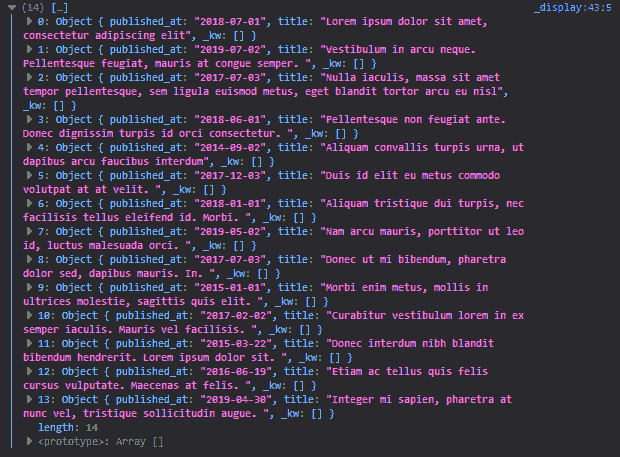 (14) […] _display:43:5
0: Object { published_at: "2018-07-01", title: "Lorem ipsum dolor sit amet,
consectetur adipiscing elit", _kw: [] }
1: Object { published_at: "2019-07-02", title: "Vestibulum in arcu neque.
Pellentesque feugiat, mauris at congue semper. ", _kw: [] }
2: Object { published_at: "2017-07-03", title: "Nulla iaculis, massa sit amet
tempor pellentesque, sem ligula euismod metus, eget blandit tortor arcu eu nisl",
_kw: [] }
3: Object { published_at: "2018-06-01", title: "Pellentesque non feugiat ante.
Donec dignissim turpis id orci consectetur. ", _kw: [] }
4: Object { published_at: "2014-09-02", title: "Aliquam convallis turpis urna, ut
dapibus arcu faucibus interdum", _kw: [] }
5: Object { published_at: "2017-12-03", title: "Duis id elit eu metus commodo
volutpat at at velit. ", _kw: [] }
6: Object { published_at: "2018-01-01", title: "Aliquam tristique dui turpis, nec
facilisis tellus eleifend id. Morbi. ", _kw: [] }
7: Object { published_at: "2019-05-02", title: "Nam arcu mauris, porttitor ut leo
id, luctus malesuada orci. ", _kw: [] }
8: Object { published_at: "2017-07-03", title: "Donec ut mi bibendum, pharetra
dolor sed, dapibus mauris. In. ", _kw: [] }
9: Object { published_at: "2015-01-01", title: "Morbi enim metus, mollis in
ultrices molestie, sagittis quis elit. ", _kw: [] }
10: Object { published_at: "2017-02-02", title: "Curabitur vestibulum lorem in ex
semper iaculis. Mauris vel facilisis. ", _kw: [] }
11: Object { published_at: "2015-03-22", title: "Donec interdum nibh blandit
bibendum hendrerit. Lorem ipsum dolor sit. ", _kw: [] }
12: Object { published_at: "2016-06-19", title: "Etiam ac tellus quis felis
cursus vulputate. Maecenas at felis. ", _kw: [] }
13: Object { published_at: "2019-04-30", title: "Integer mi sapien, pharetra at
nunc vel, tristique sollicitudin augue. ", _kw: [] }
length: 14
<prototype>: Array []